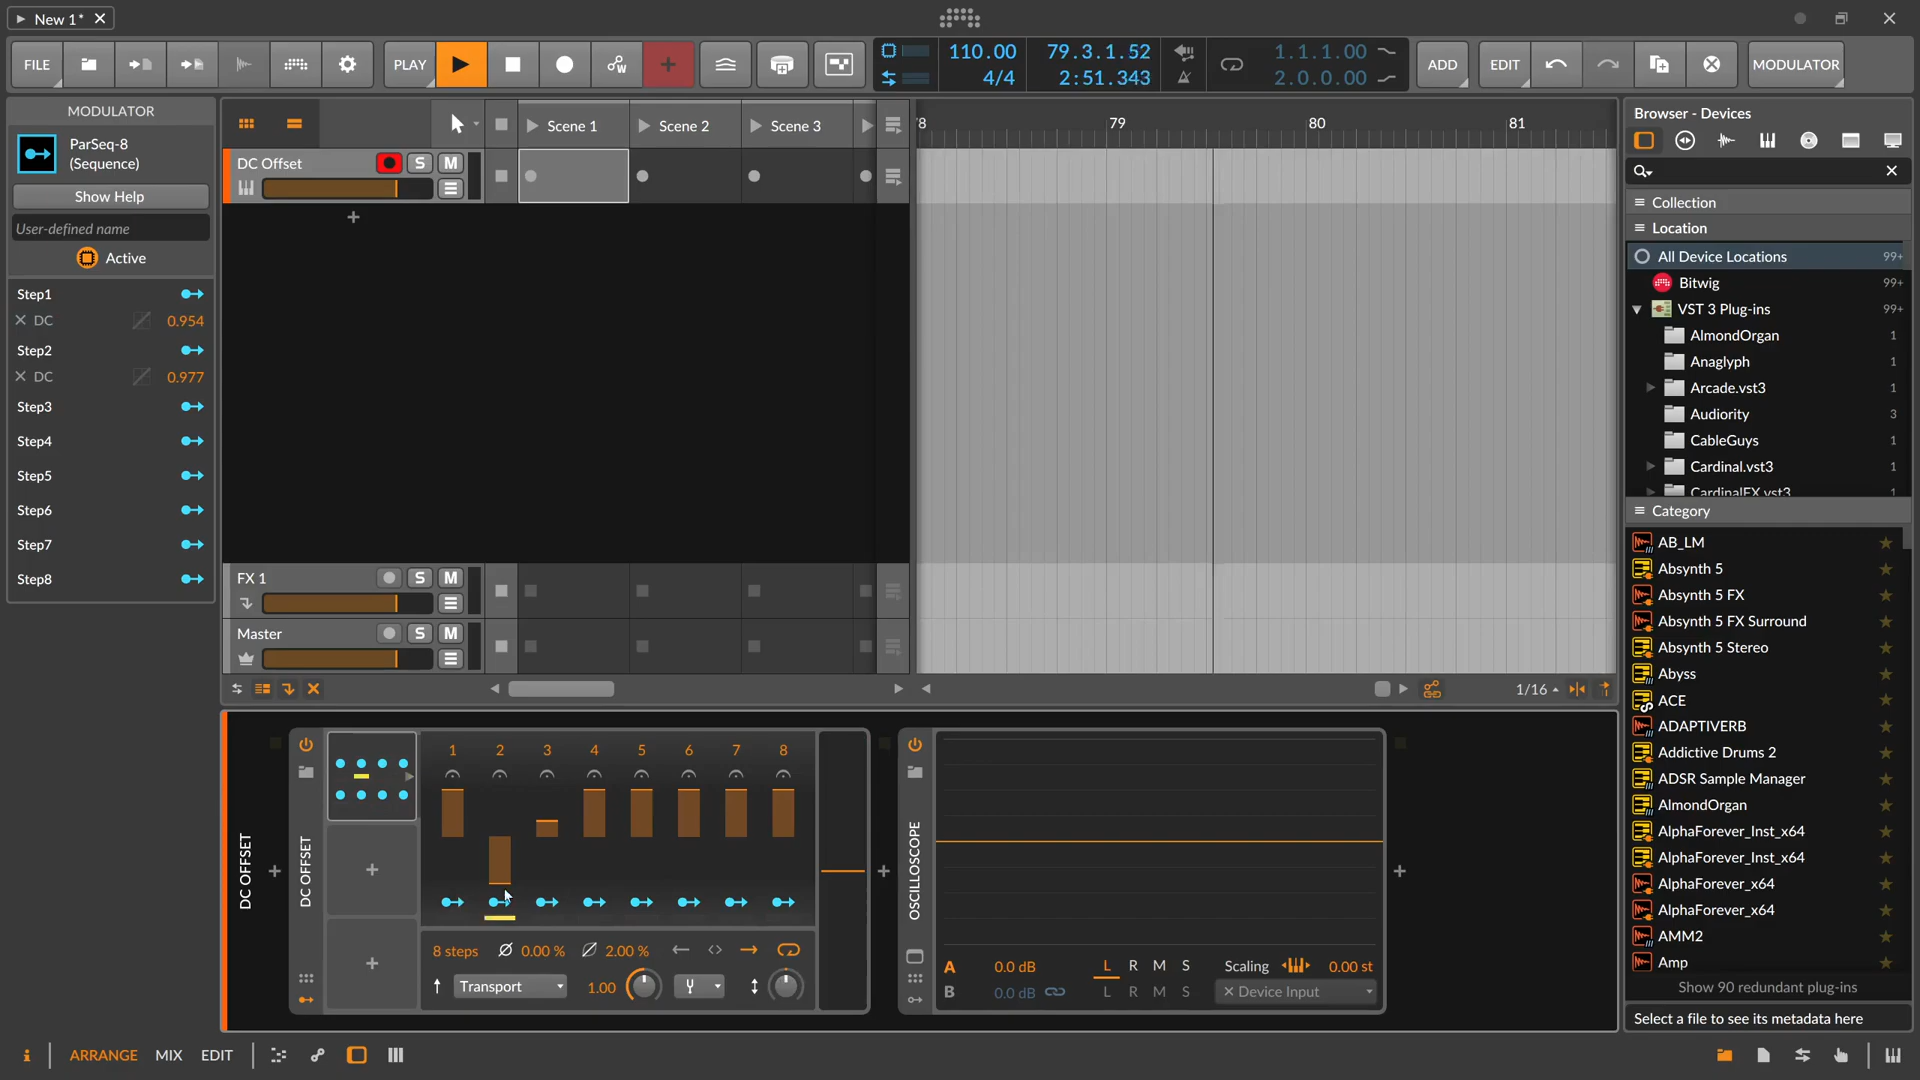 New 1*
FILE
PLAY
110.00
4/4
79.3.1.52
2:51.343
1.1.1.00
2.0.0.00
ADD
EDIT
MODULATOR
MODULATOR
ParSeq-8
(Sequence)
Show Help
User-defined name
Active
Step1
DC
0.954
Step2
DC
0.977
Step3
Step4
Step5
Step6
Step7
Step8
Scene 1
Scene 2
Scene 3
DC Offset
S
M
FX 1
S
M
Master
S
M
8
79
80
81
1/16
Browser - Devices
Collection
Location
All Device Locations 99+
Bitwig 99+
VST 3 Plug-ins 99+
AlmondOrgan 1
Anaglyph 1
Arcade.vst3 1
Audiority 3
CableGuys 1
Cardinal.vst3 1
CardinalFX.vst3 1
Category
AB_LM
Absynth 5
Absynth 5 FX
Absynth 5 FX Surround
Absynth 5 Stereo
Abyss
ACE
ADAPTIVERB
Addictive Drums 2
ADSR Sample Manager
AlmondOrgan
AlphaForever_Inst_x64
AlphaForever_Inst_x64
AlphaForever_x64
AlphaForever_x64
AMM2
Amp
Show 90 redundant plug-ins
Select a file to see its metadata here
DC OFFSET
DC OFFSET
1 2 3 4 5 6 7 8
8 steps
0.00 %
2.00 %
Transport
1.00
OSCILLOSCOPE
A
0.0 dB
L R M S
Scaling
0.00 st
B
0.0 dB
L R M S
Device Input
ARRANGE
MIX
EDIT